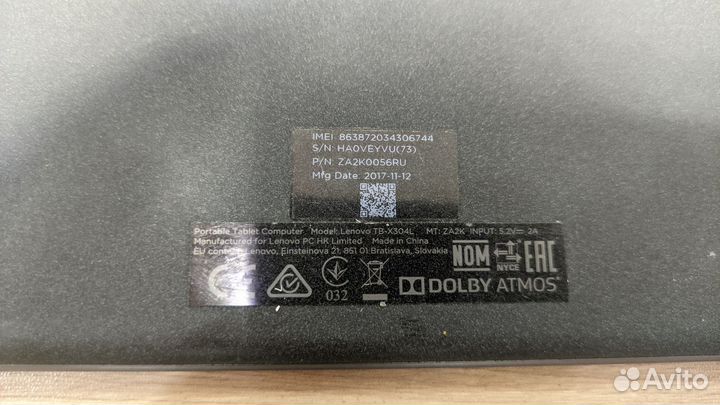 IMEI: 863872034306744
S/N: HA0VEYVU(73)
P/N: ZA2K0056RU
Mfg Date: 2017-11-12
Portable Tablet Computer Model: Lenovo TB-X304L MT: ZA2K INPUT: 5.2V⎓ 2A
Manufactured for Lenovo PC HK Limited Made in China
EU contact: Lenovo, Einsteinova 21, 851 01 Bratislava, Slovakia
CE
032
NOM
NYCE
EAC
DOLBY ATMOS®
Avito